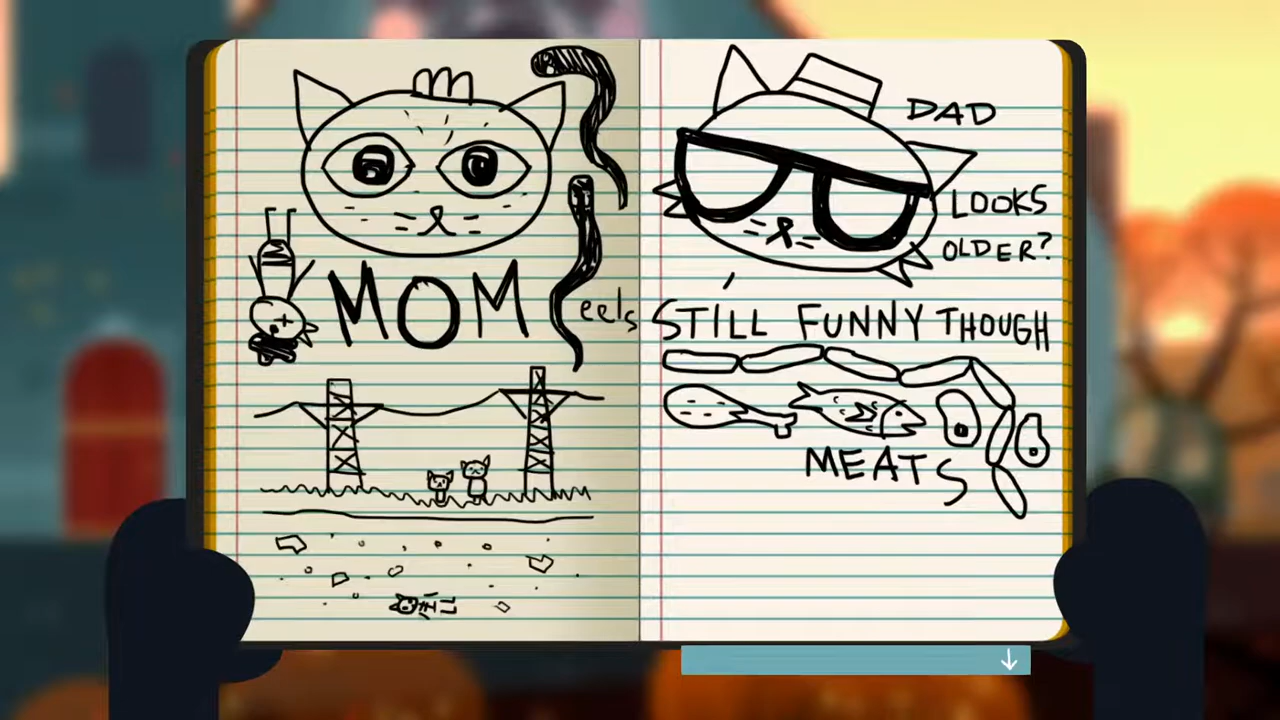 MOM
eels
DAD
LOOKS
OLDER?
STILL FUNNY THOUGH
MEATS